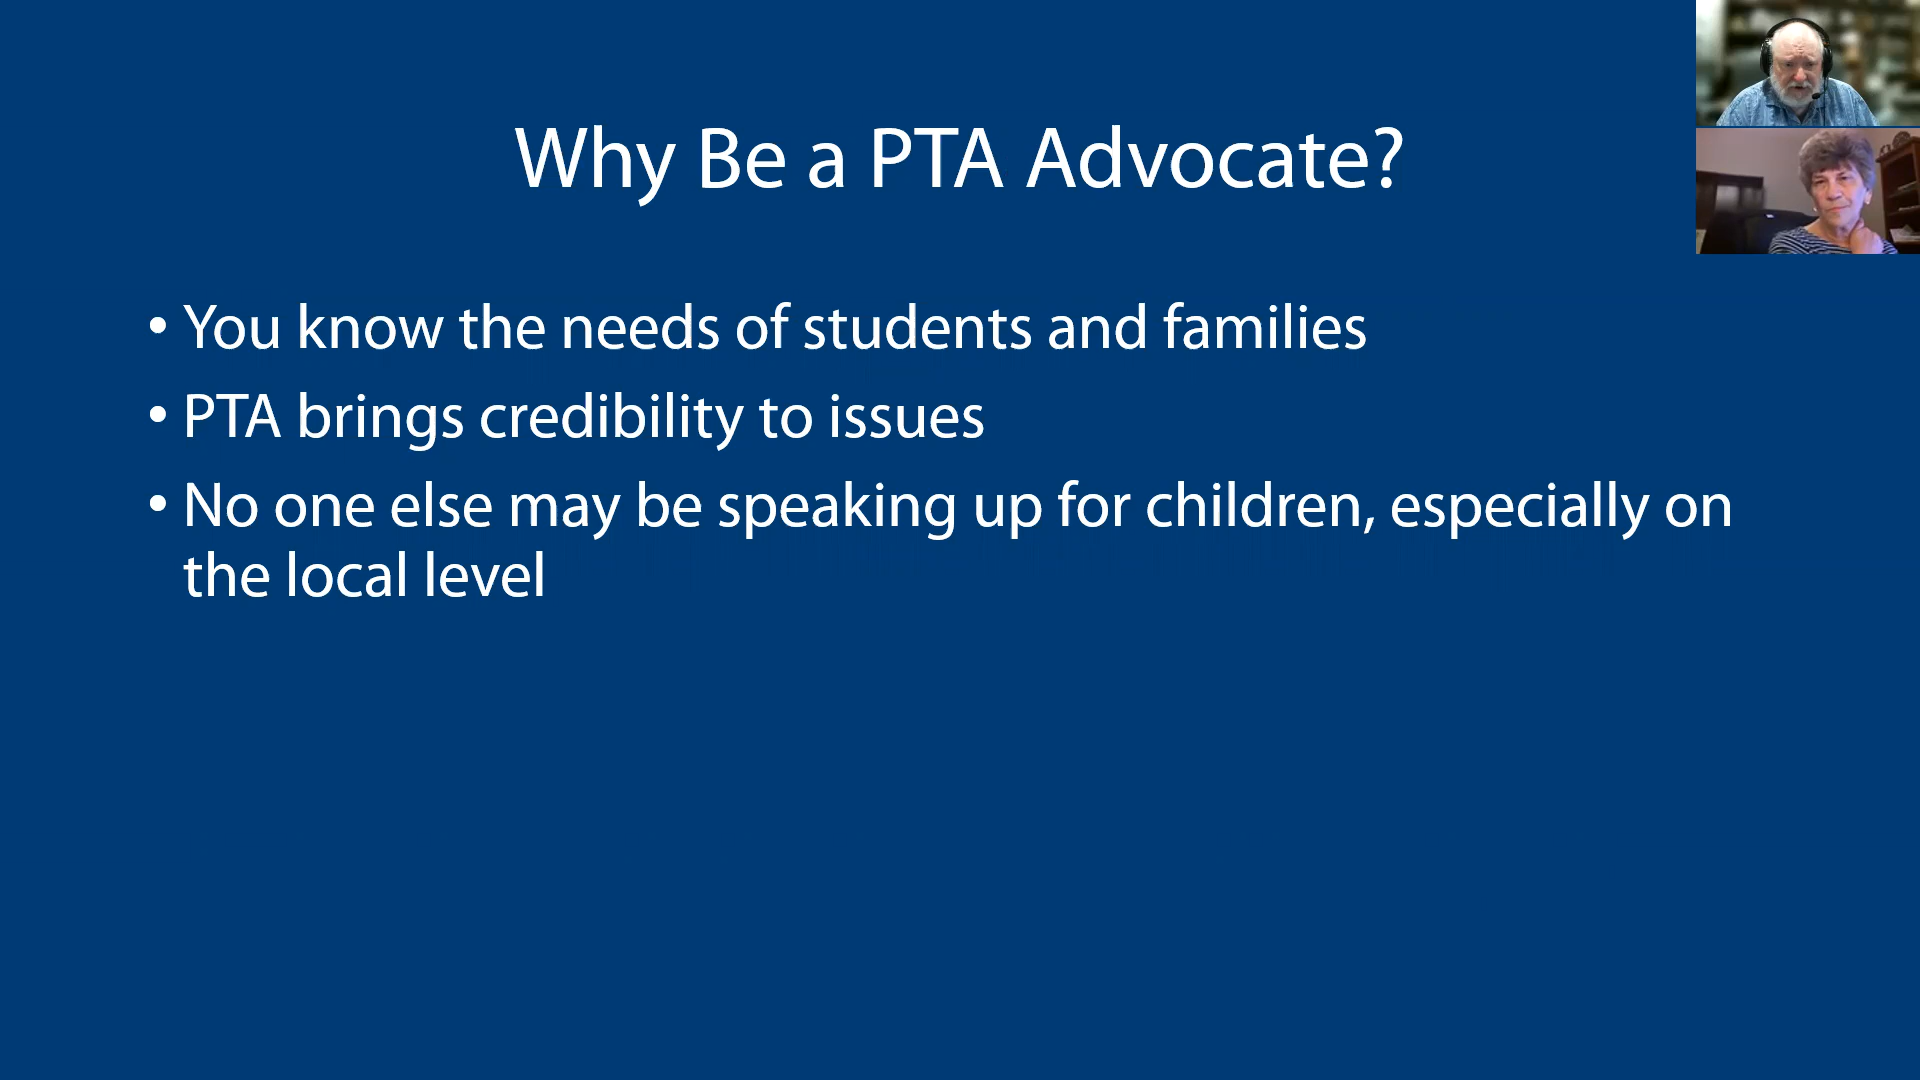 Why Be a PTA Advocate?
• You know the needs of students and families
• PTA brings credibility to issues
• No one else may be speaking up for children, especially on
the local level